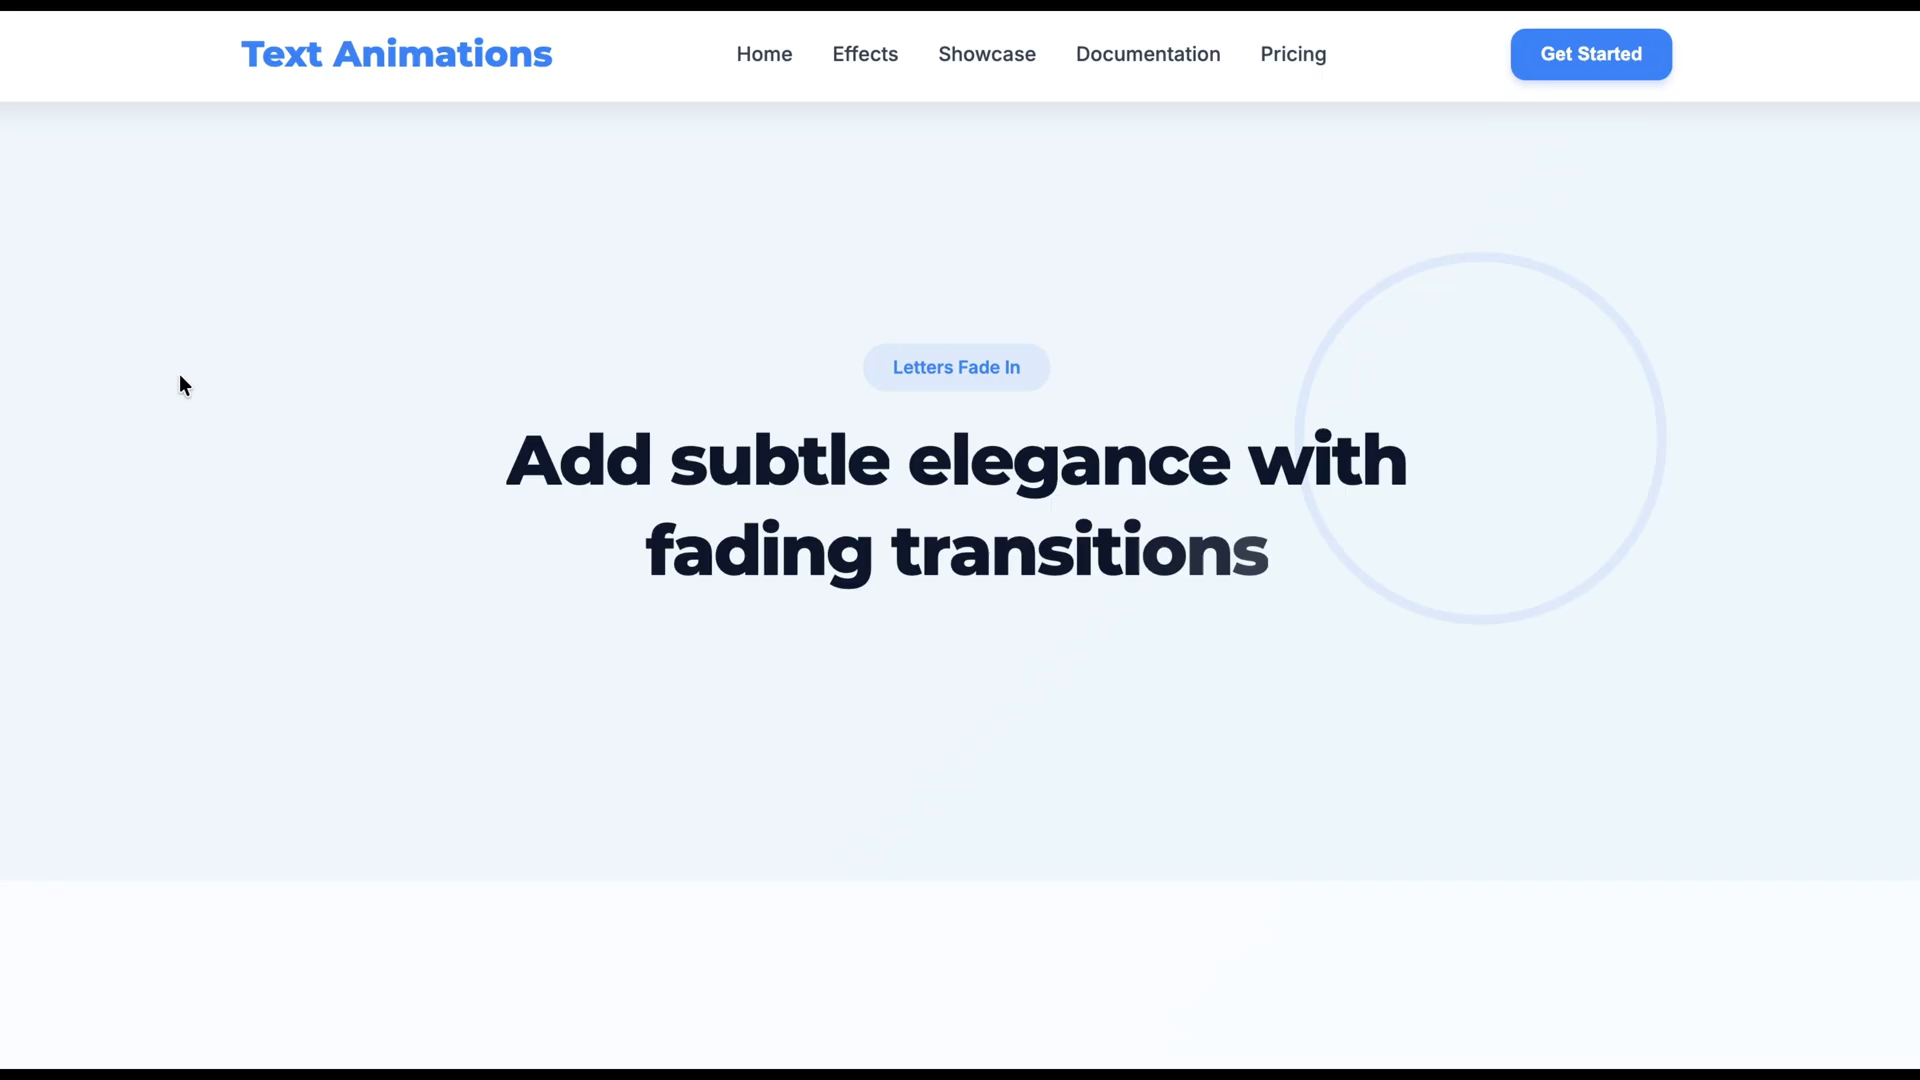 Text Animations
Home
Effects
Showcase
Documentation
Pricing
Get Started
Letters Fade In
Add subtle elegance with
fading transitions